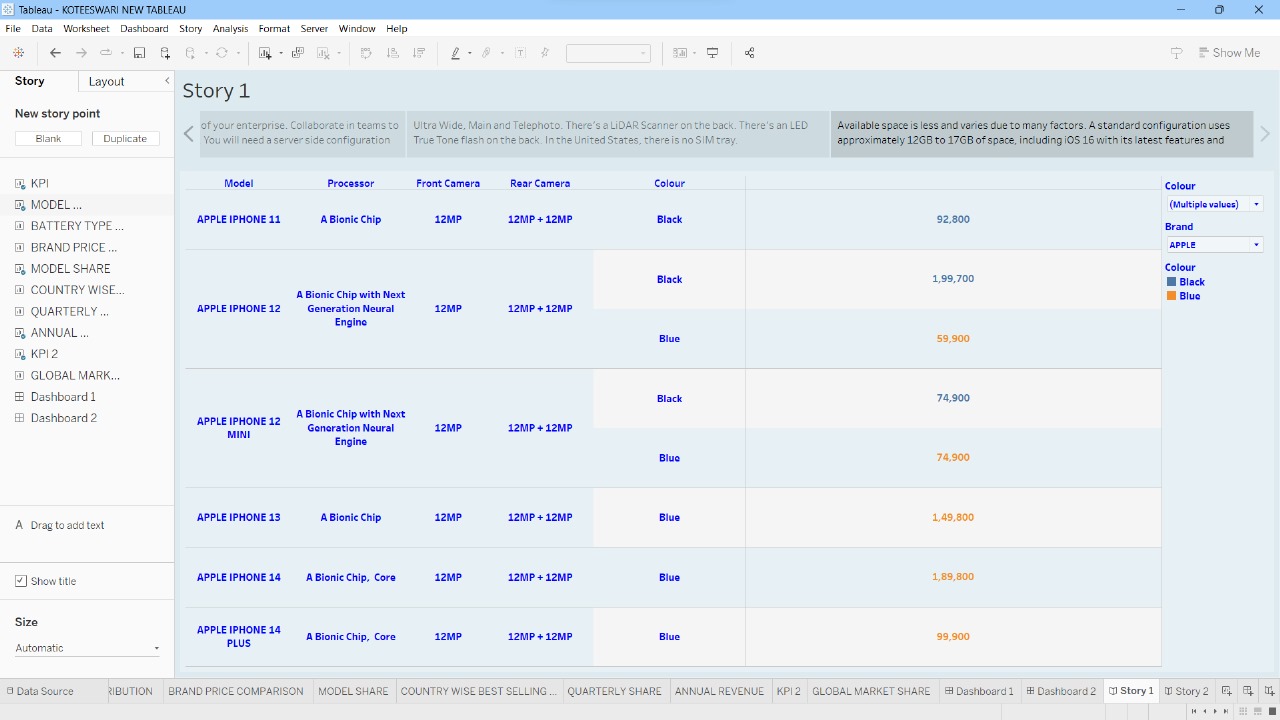 Tableau - KOTEESWARI NEW TABLEAU
File Data Worksheet Dashboard Story Analysis Format Server Window Help
Show Me
Story Layout
New story point
Blank Duplicate
KPI
MODEL ...
BATTERY TYPE ...
BRAND PRICE ...
MODEL SHARE
COUNTRY WISE...
QUARTERLY ...
ANNUAL ...
KPI 2
GLOBAL MARK...
Dashboard 1
Dashboard 2
A Drag to add text
Show title
Size
Automatic
Story 1
of your enterprise. Collaborate in teams to
You will need a server side configuration
Ultra Wide, Main and Telephoto. There's a LiDAR Scanner on the back. There's an LED
True Tone flash on the back. In the United States, there is no SIM tray.
Available space is less and varies due to many factors. A standard configuration uses
approximately 12GB to 17GB of space, including iOS 16 with its latest features and
Model Processor Front Camera Rear Camera Colour
APPLE IPHONE 11 A Bionic Chip 12MP 12MP + 12MP Black 92,800
APPLE IPHONE 12 A Bionic Chip with Next
Generation Neural
Engine 12MP 12MP + 12MP Black 1,99,700
Blue 59,900
APPLE IPHONE 12
MINI A Bionic Chip with Next
Generation Neural
Engine 12MP 12MP + 12MP Black 74,900
Blue 74,900
APPLE IPHONE 13 A Bionic Chip 12MP 12MP + 12MP Blue 1,49,800
APPLE IPHONE 14 A Bionic Chip, Core 12MP 12MP + 12MP Blue 1,89,800
APPLE IPHONE 14
PLUS A Bionic Chip, Core 12MP 12MP + 12MP Blue 99,900
Colour
(Multiple values)
Brand
APPLE
Colour
Black
Blue
Data Source RIBUTION BRAND PRICE COMPARISON MODEL SHARE COUNTRY WISE BEST SELLING ... QUARTERLY SHARE ANNUAL REVENUE KPI 2 GLOBAL MARKET SHARE Dashboard 1 Dashboard 2 Story 1 Story 2